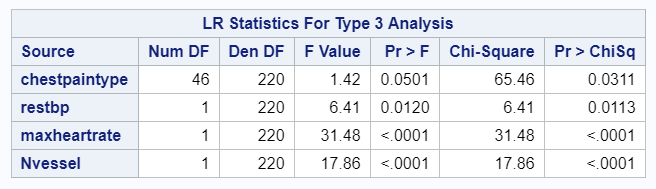 LR Statistics For Type 3 Analysis
Source Num DF Den DF F Value Pr > F Chi-Square Pr > ChiSq
chestpaintype 46 220 1.42 0.0501 65.46 0.0311
restbp 1 220 6.41 0.0120 6.41 0.0113
maxheartrate 1 220 31.48 <.0001 31.48 <.0001
Nvessel 1 220 17.86 <.0001 17.86 <.0001